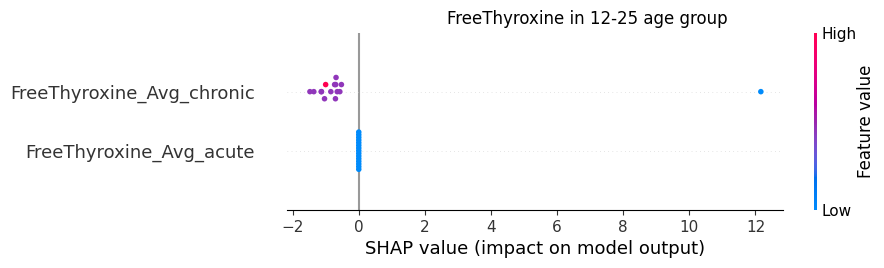 FreeThyroxine in 12-25 age group
High
FreeThyroxine_Avg_chronic
FreeThyroxine_Avg_acute
Feature value
Low
−2 0 2 4 6 8 10 12
SHAP value (impact on model output)